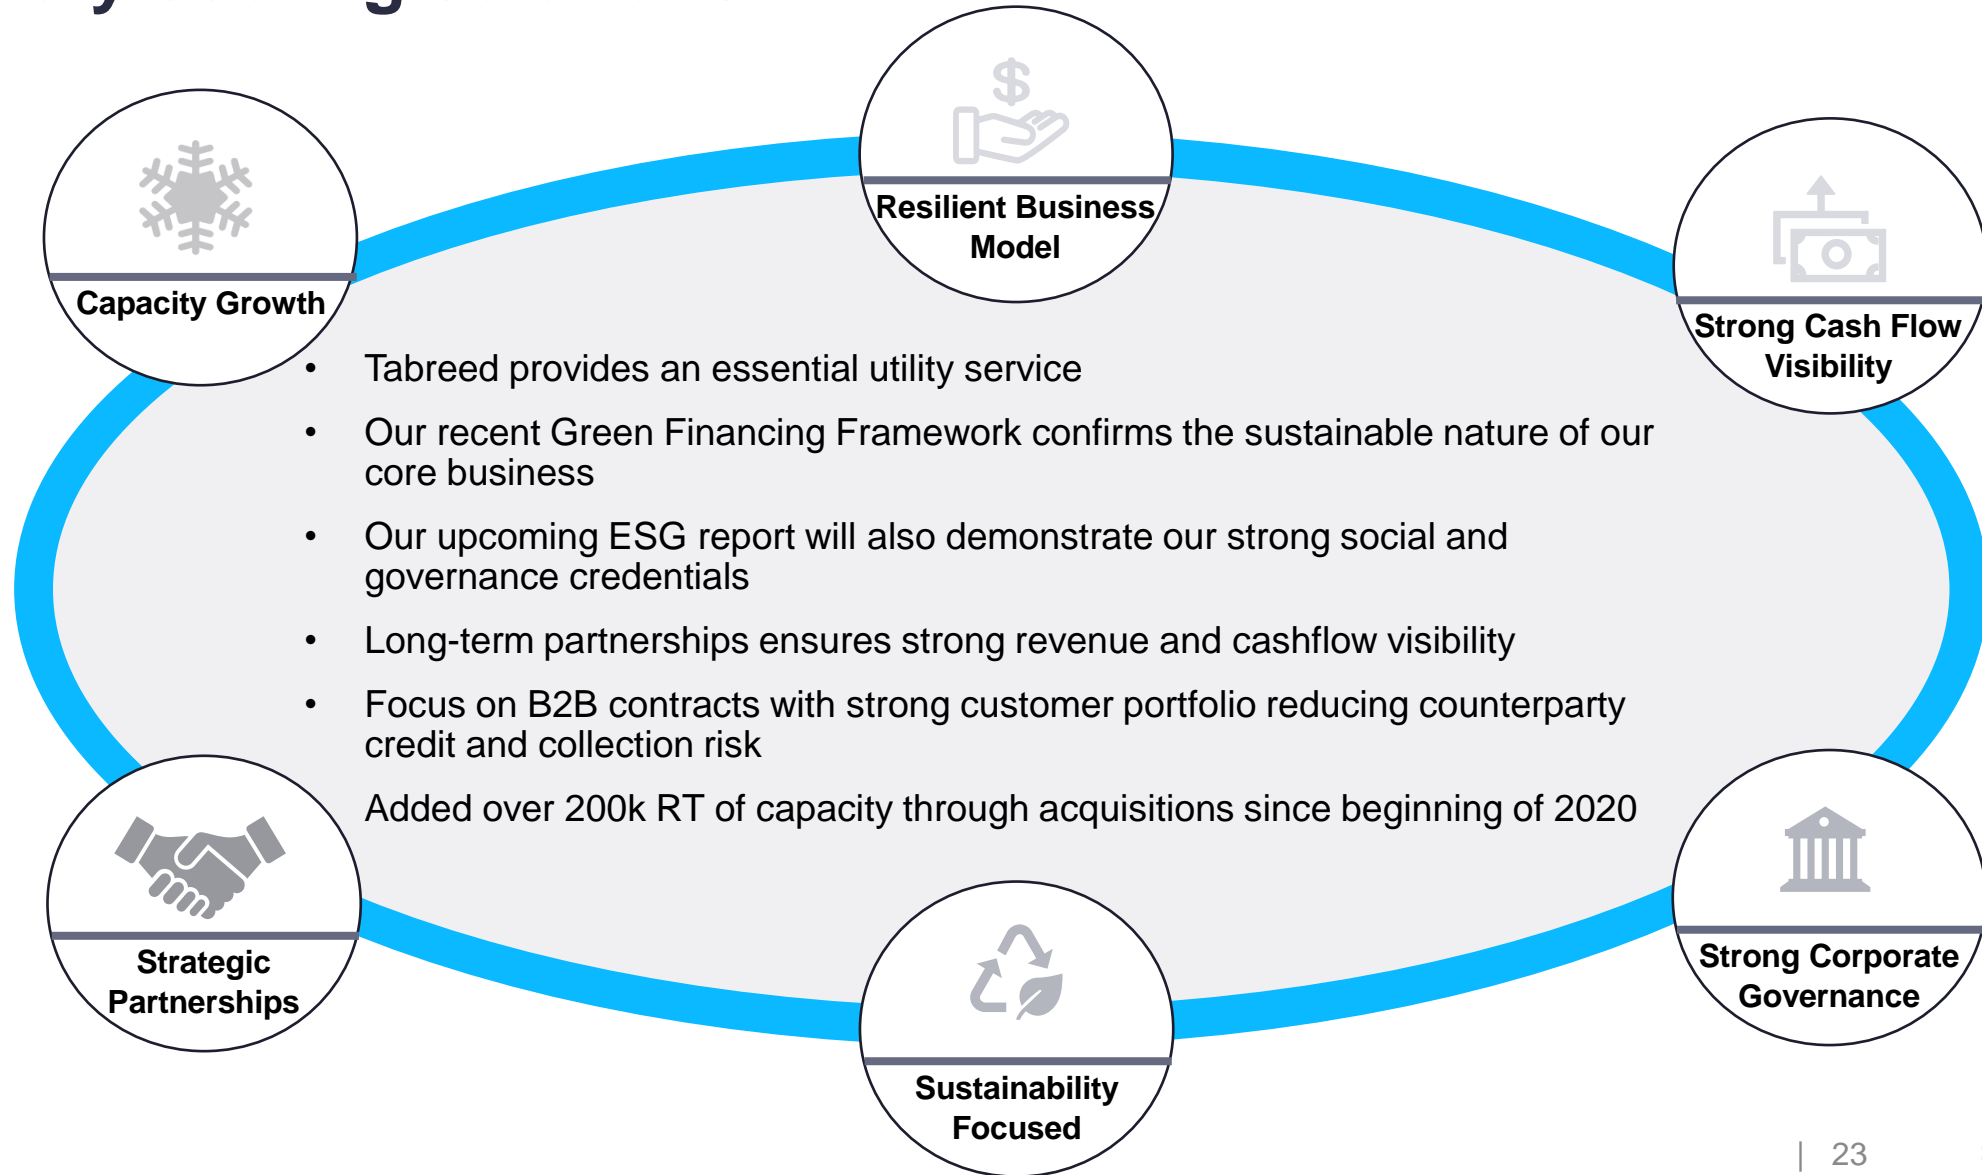 Resilient Business
Model
Capacity Growth
Strong Cash Flow
Visibility
• Tabreed provides an essential utility service
• Our recent Green Financing Framework confirms the sustainable nature of our
core business
• Our upcoming ESG report will also demonstrate our strong social and
governance credentials
• Long-term partnerships ensures strong revenue and cashflow visibility
• Focus on B2B contracts with strong customer portfolio reducing counterparty
credit and collection risk
Added over 200k RT of capacity through acquisitions since beginning of 2020
Strategic
Partnerships
Strong Corporate
Governance
Sustainability
Focused
| 23